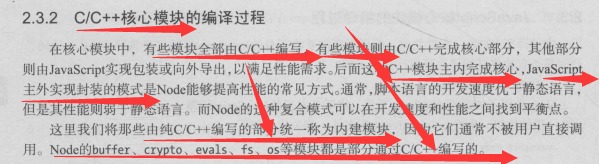 2.3.2 C/C++核心模块的编译过程
在核心模块中，有些模块全部由C/C++编写，有些模块则由C/C++完成核心部分，其他部
则由JavaScript实现包装或向外导出，以满足性能需求。后面这C++模块主内完成核心，JavaScript
主外实现封装的模式是Node能够提高性能的常见方式。通常，脚本语言的开发速度优于静态语言，
但是其性能则弱于静态语言。而Node的这种复合模式可以在开发速度和性能之间找到平衡点。
这里我们将那些由纯C/C++编写的部分统一称为内建模块，因为它们通常不被用户直接调
用。Node的buffer、crypto、evals、fs、os等模块都是部分通过C/C++编写的。